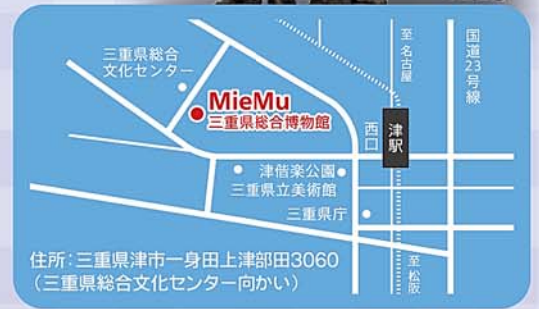 三重県総合
文化センター
MieMu
三重県総合博物館
至 名古屋
国道23号線
西口
津駅
津偕楽公園
三重県立美術館
三重県庁
至 松阪
住所:三重県津市一身田上津部田3060
(三重県総合文化センター向かい)